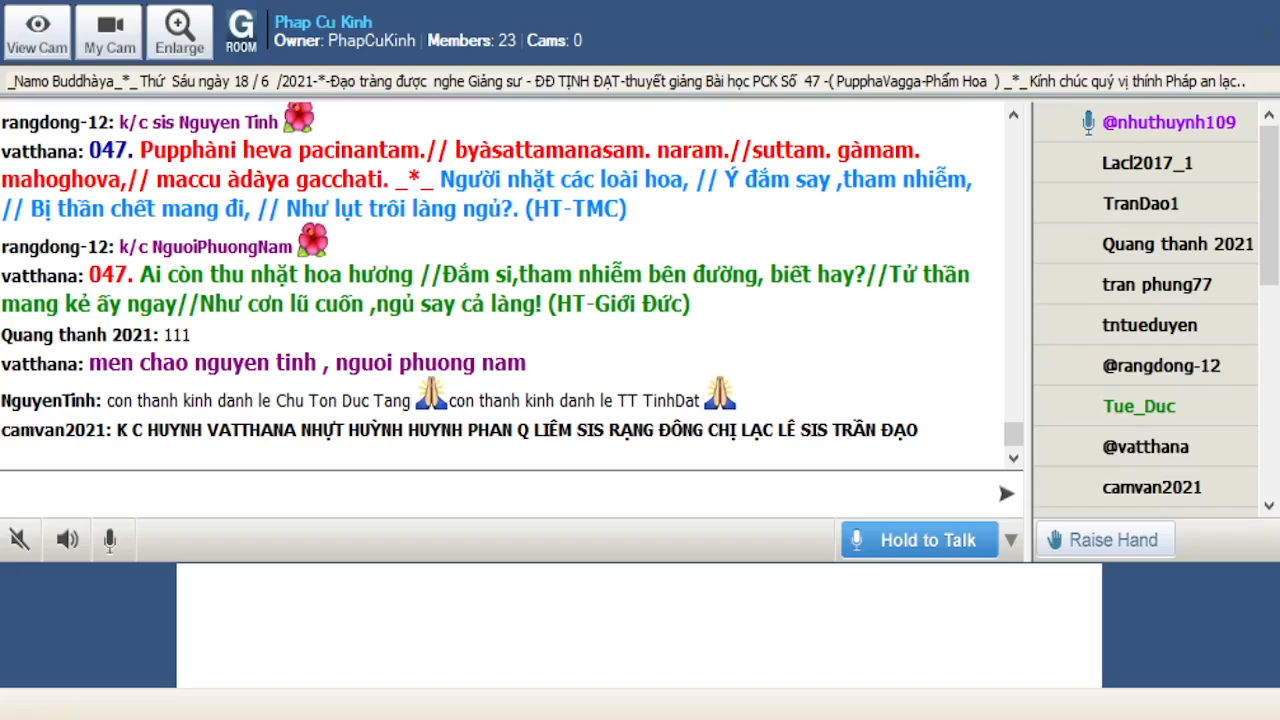 View Cam
My Cam
Enlarge
G
ROOM
Phap Cu Kinh
Owner: PhapCuKinh | Members: 23 | Cams: 0
_Namo Buddhàya_*_ Thứ Sáu ngày 18 / 6 /2021-*-Đạo tràng được nghe Giảng sư - ĐĐ TỊNH ĐẠT-thuyết giảng Bài học PCK Số 47 -( PupphaVagga-Phẩm Hoa ) _*_ Kính chúc quý vị thính Pháp an lạc..
rangdong-12: k/c sis Nguyen Tinh
vatthana: 047. Pupphàni heva pacinantam.// byàsattamanasam. naram.//suttam. gàmam.
mahoghova,// maccu àdàya gacchati. _*_ Người nhặt các loài hoa, // Ý đắm say ,tham nhiễm,
// Bị thần chết mang đi, // Như lụt trôi làng ngủ?. (HT-TMC)
rangdong-12: k/c NguoiPhuongNam
vatthana: 047. Ai còn thu nhặt hoa hương //Đắm si,tham nhiễm bên đường, biết hay?//Tử thần
mang kẻ ấy ngay//Như cơn lũ cuốn ,ngủ say cả làng! (HT-Giới Đức)
Quang thanh 2021: 111
vatthana: men chao nguyen tinh , nguoi phuong nam
NguyenTinh: con thanh kinh danh le Chu Ton Duc Tang con thanh kinh danh le TT TinhDat
camvan2021: K C HUYNH VATTHANA NHỰT HUỲNH HUYNH PHAN Q LIÊM SIS RẠNG ĐÔNG CHỊ LẠC LÊ SIS TRẦN ĐẠO
@nhuthuynh109
Lacl2017_1
TranDao1
Quang thanh 2021
tran phung77
tntueduyen
@rangdong-12
Tue_Duc
@vatthana
camvan2021
Hold to Talk
Raise Hand